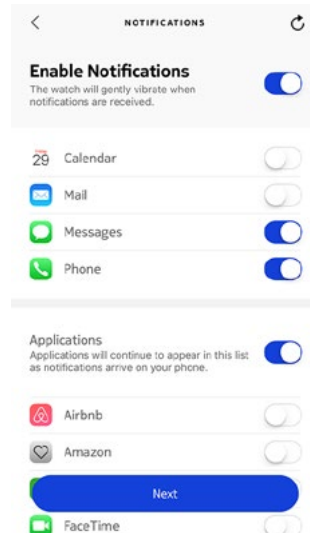 NOTIFICATIONS
Enable Notifications
The watch will gently vibrate when
notifications are received.
29 Calendar
Mail
Messages
Phone
Applications
Applications will continue to appear in this list
as notifications arrive on your phone.
Airbnb
Amazon
Next
FaceTime